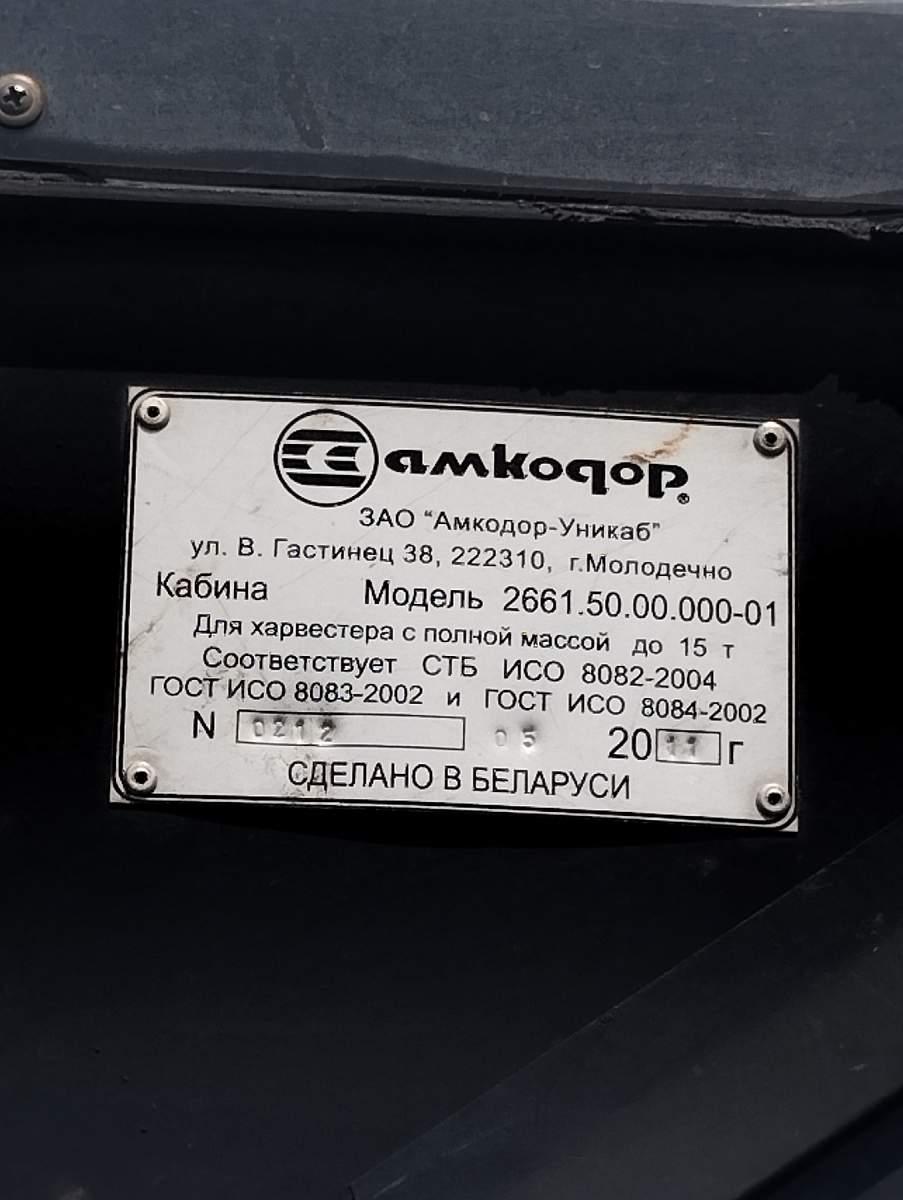 амкодор®
ЗАО "Амкодор-Уникаб"
ул. В. Гастинец 38, 222310, г.Молодечно
Кабина Модель 2661.50.00.000-01
Для харвестера с полной массой до 15 т
Соответствует СТБ ИСО 8082-2004
ГОСТ ИСО 8083-2002 и ГОСТ ИСО 8084-2002
N 0212 05 2011 г
СДЕЛАНО В БЕЛАРУСИ